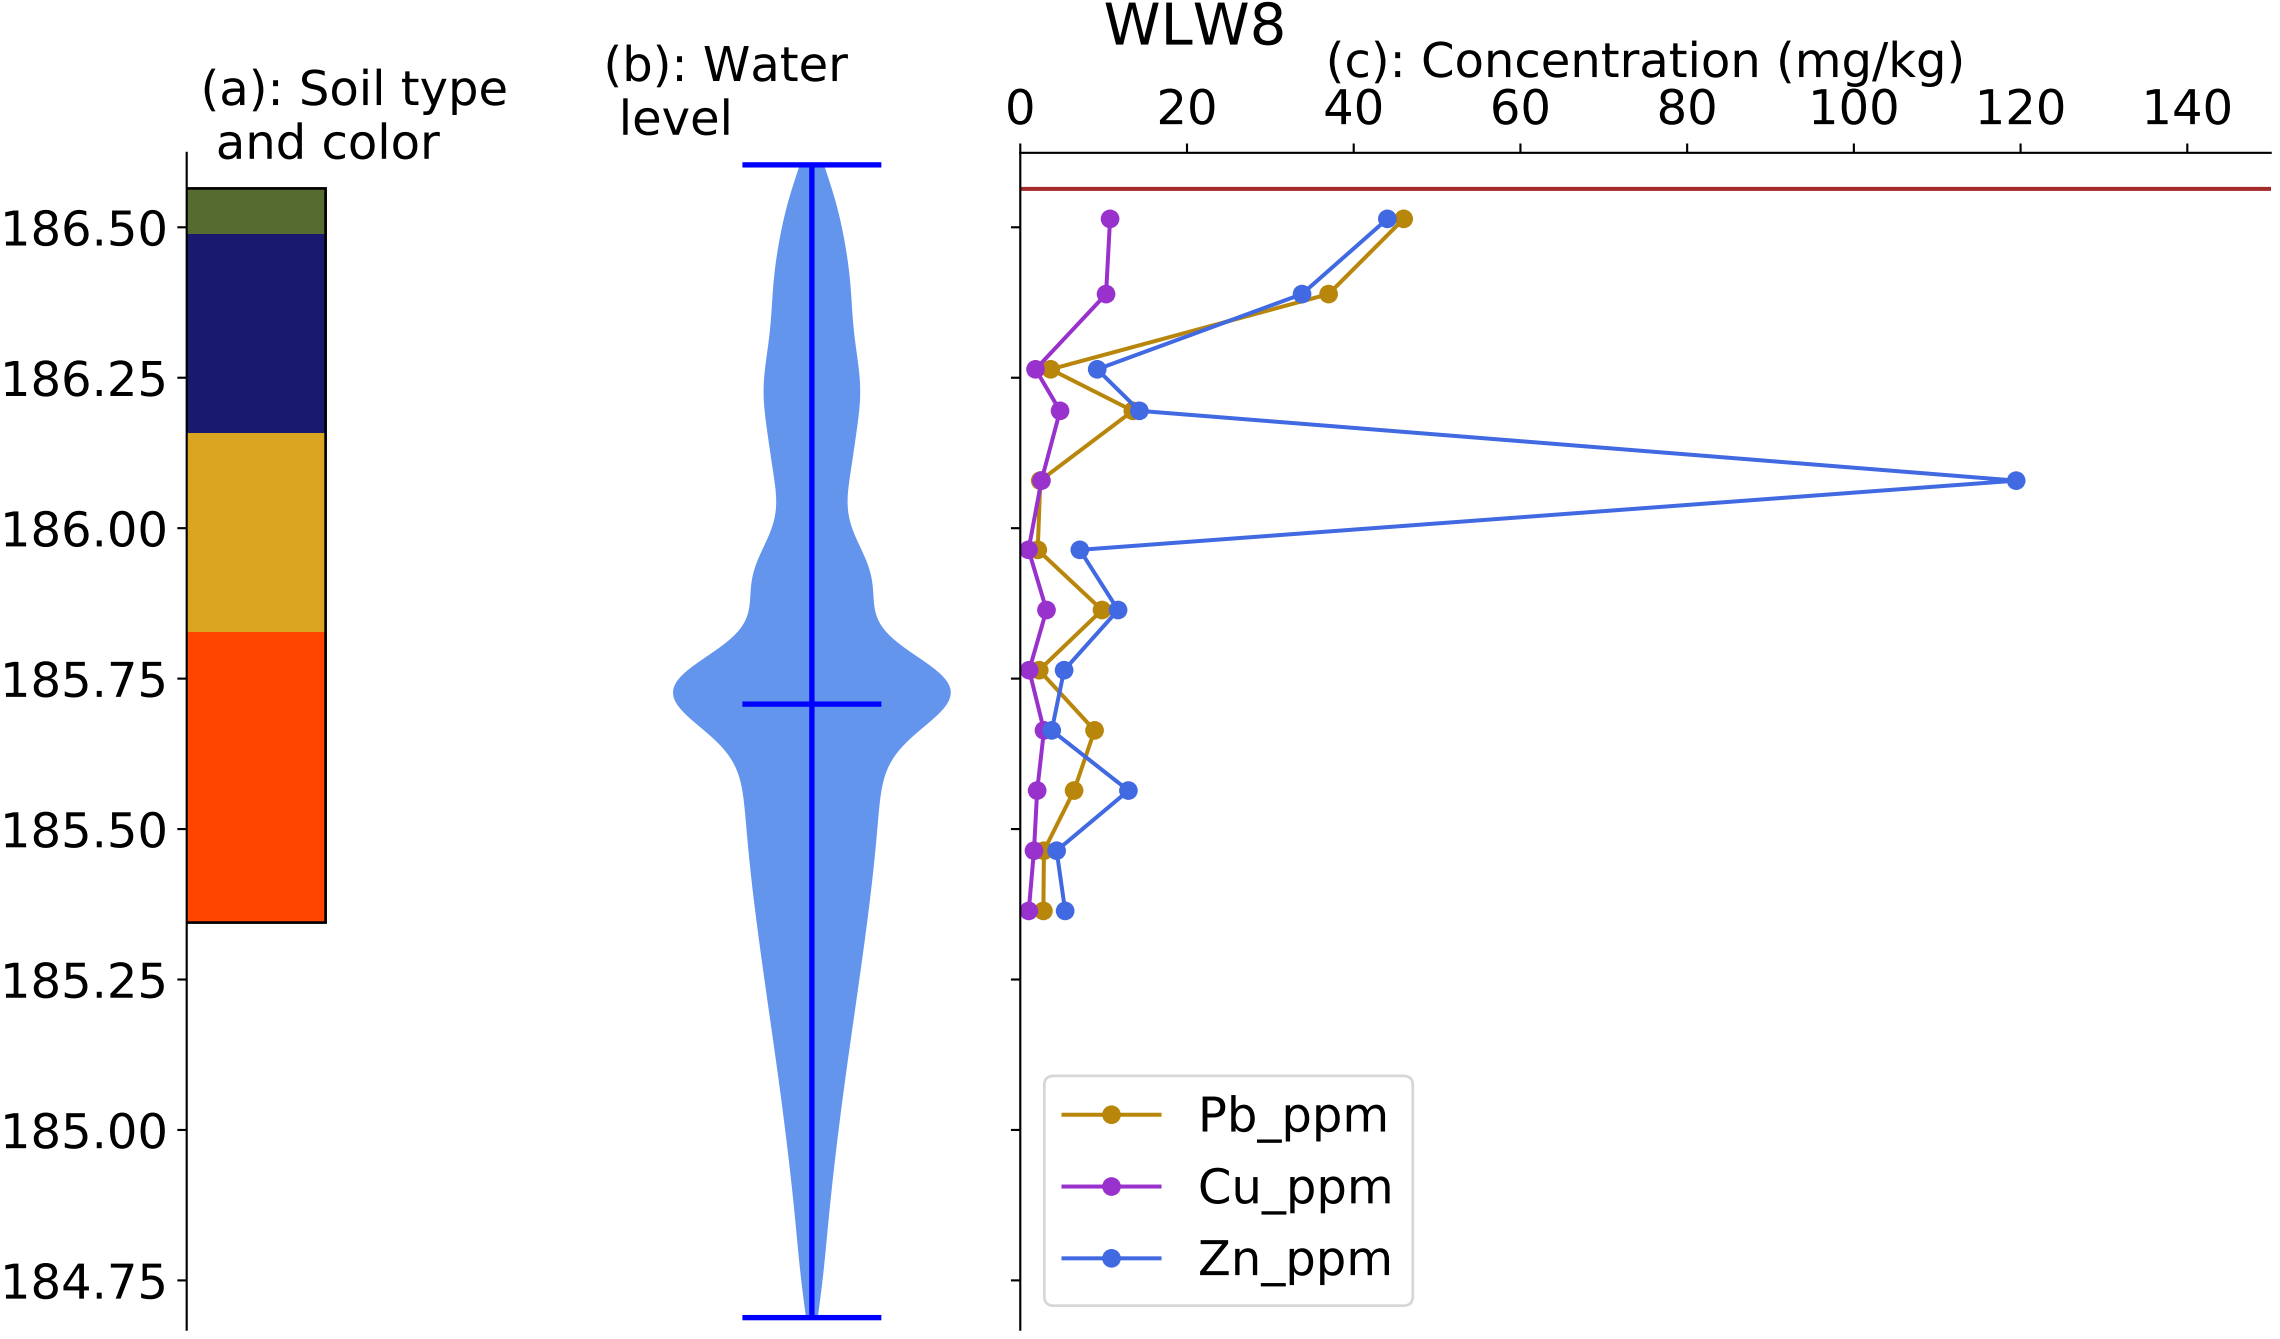 WLW8
(a): Soil type
and color
(b): Water
level
(c): Concentration (mg/kg)
0 20 40 60 80 100 120 140
186.50
186.25
186.00
185.75
185.50
185.25
185.00
184.75
Pb_ppm
Cu_ppm
Zn_ppm